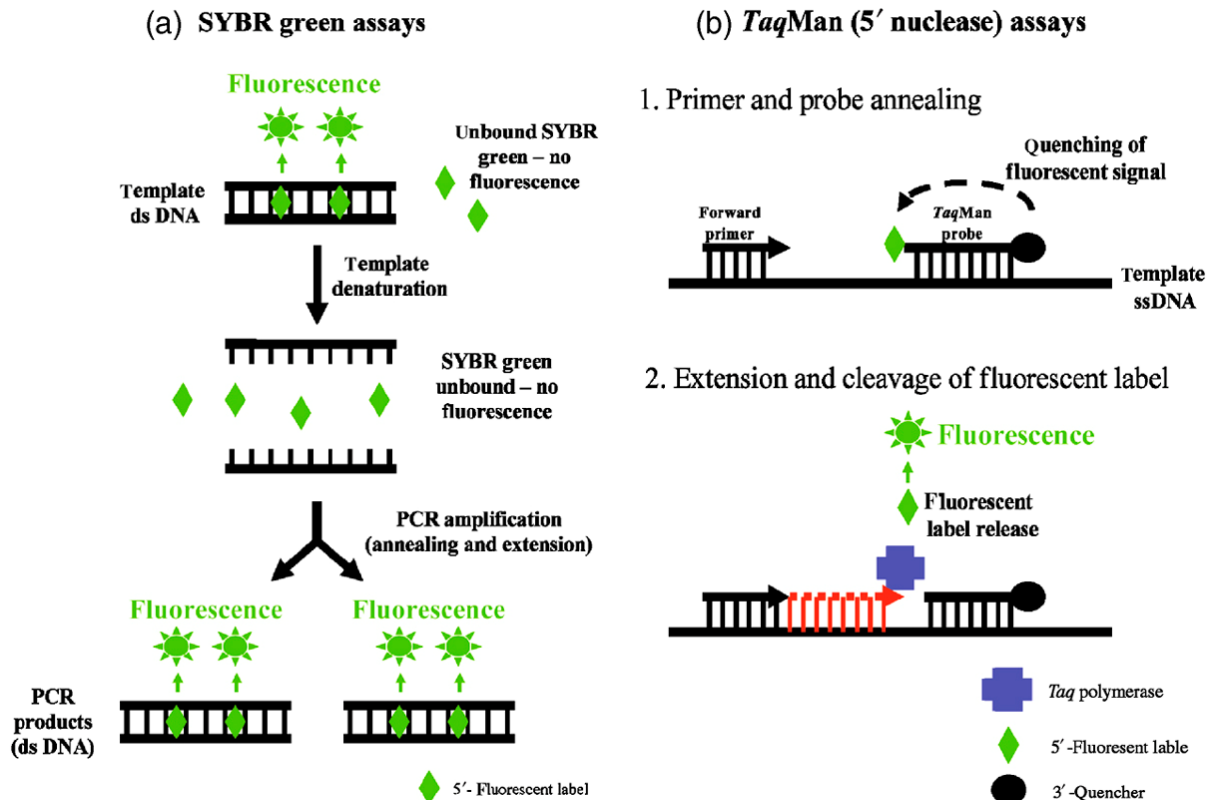 (a) SYBR green assays
Fluorescence
Unbound SYBR
green – no
fluorescence
Template
ds DNA
Template
denaturation
SYBR green
unbound – no
fluorescence
PCR amplification
(annealing and extension)
Fluorescence
Fluorescence
PCR
products
(ds DNA)
5′- Fluorescent label
(b) TaqMan (5′ nuclease) assays
1. Primer and probe annealing
Quenching of
fluorescent signal
Forward
primer
TaqMan
probe
Template
ssDNA
2. Extension and cleavage of fluorescent label
Fluorescence
Fluorescent
label release
Taq polymerase
5′-Fluoresent lable
3′-Quencher